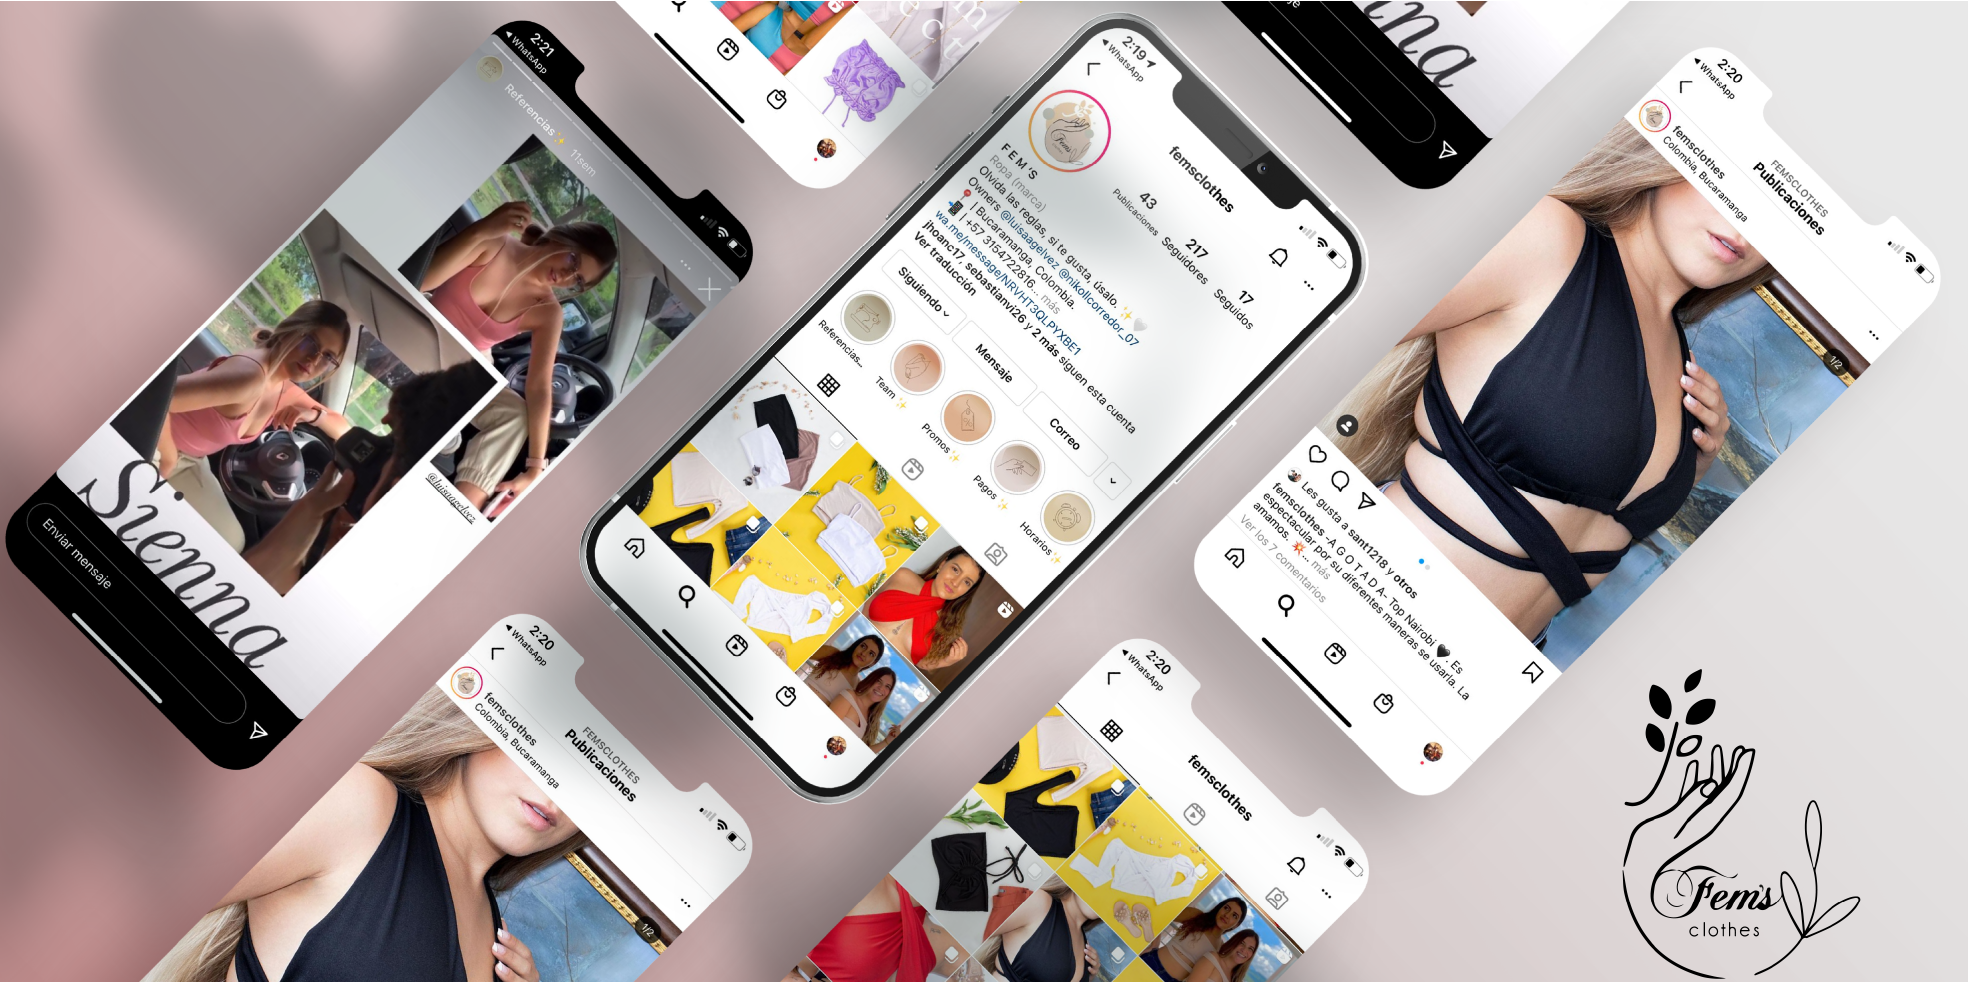 2:21
WhatsApp
Referencias ✨ 11sem
@luisaagelvez
Sienna
Enviar mensaje
2:19
WhatsApp
femsclothes
43
Publicaciones
217
Seguidores
17
Seguidos
FEM'S
Ropa (marca)
Olvida las reglas, si te gusta, úsalo. ✨🤍
Owners @luisaagelvez @nikollcorredor_07
📍 | Bucaramanga, Colombia.
📲 | +57 3154722816... más
wa.me/message/NRVHT3QLPYXBE1
jhoanc17, sebastianvi26 y 2 más siguen esta cuenta
Ver traducción
Siguiendo
Mensaje
Correo
Referencias...
Team ✨
Promos ✨
Pagos ✨
Horarios ✨
2:20
WhatsApp
FEMSCLOTHES
Publicaciones
femsclothes
Colombia, Bucaramanga
1/2
Les gusta a sant1218 y otros
femsclothes -A G O T A D A- Top Nairobi 🖤. Es
espectacular por su diferentes maneras se usarla. La
amamos. 💥... más
Ver los 7 comentarios
2:20
WhatsApp
FEMSCLOTHES
Publicaciones
femsclothes
Colombia, Bucaramanga
1/2
2:20
WhatsApp
femsclothes
Fem's
clothes